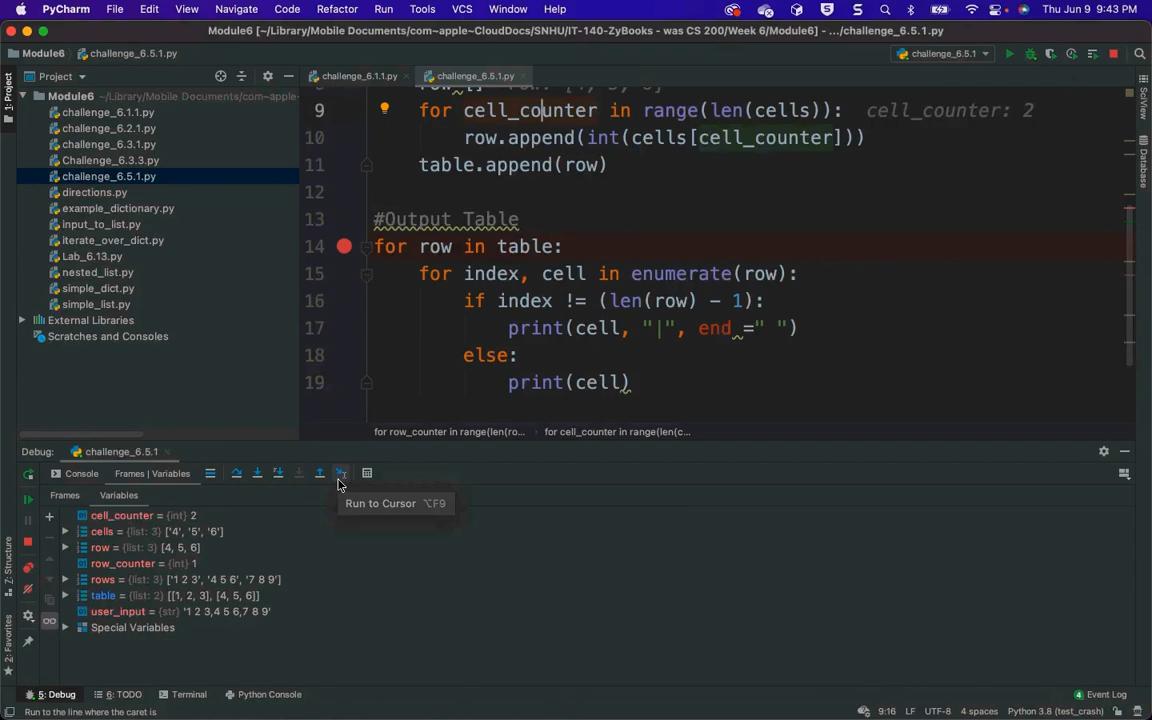 PyCharm File Edit View Navigate Code Refactor Run Tools VCS Window Help Thu Jun 9 9:43 PM
Module6 [~/Library/Mobile Documents/com~apple~CloudDocs/SNHU/IT-140-ZyBooks - was CS 200/Week 6/Module6] - .../challenge_6.5.1.py
Module6 challenge_6.5.1.py challenge_6.5.1
1: Project
Project
challenge_6.1.1.py challenge_6.5.1.py
SciView
Database
Module6 ~/Library/Mobile Documents/com~apple~
challenge_6.1.1.py
challenge_6.2.1.py
challenge_6.3.1.py
Challenge_6.3.3.py
challenge_6.5.1.py
directions.py
example_dictionary.py
input_to_list.py
iterate_over_dict.py
Lab_6.13.py
nested_list.py
simple_dict.py
simple_list.py
External Libraries
Scratches and Consoles
9 for cell_counter in range(len(cells)): cell_counter: 2
10 row.append(int(cells[cell_counter]))
11 table.append(row)
12
13 #Output Table
14 for row in table:
15 for index, cell in enumerate(row):
16 if index != (len(row) - 1):
17 print(cell, "|", end =" ")
18 else:
19 print(cell)
for row_counter in range(len(ro... › for cell_counter in range(len(c...
Debug: challenge_6.5.1
Console Frames | Variables
Run to Cursor ⌥F9
Frames Variables
cell_counter = {int} 2
cells = {list: 3} ['4', '5', '6']
row = {list: 3} [4, 5, 6]
row_counter = {int} 1
rows = {list: 3} ['1 2 3', '4 5 6', '7 8 9']
table = {list: 2} [[1, 2, 3], [4, 5, 6]]
user_input = {str} '1 2 3,4 5 6,7 8 9'
Special Variables
Z: Structure
2: Favorites
5: Debug 6: TODO Terminal Python Console 4 Event Log
Run to the line where the caret is 9:16 LF UTF-8 4 spaces Python 3.8 (test_crash)